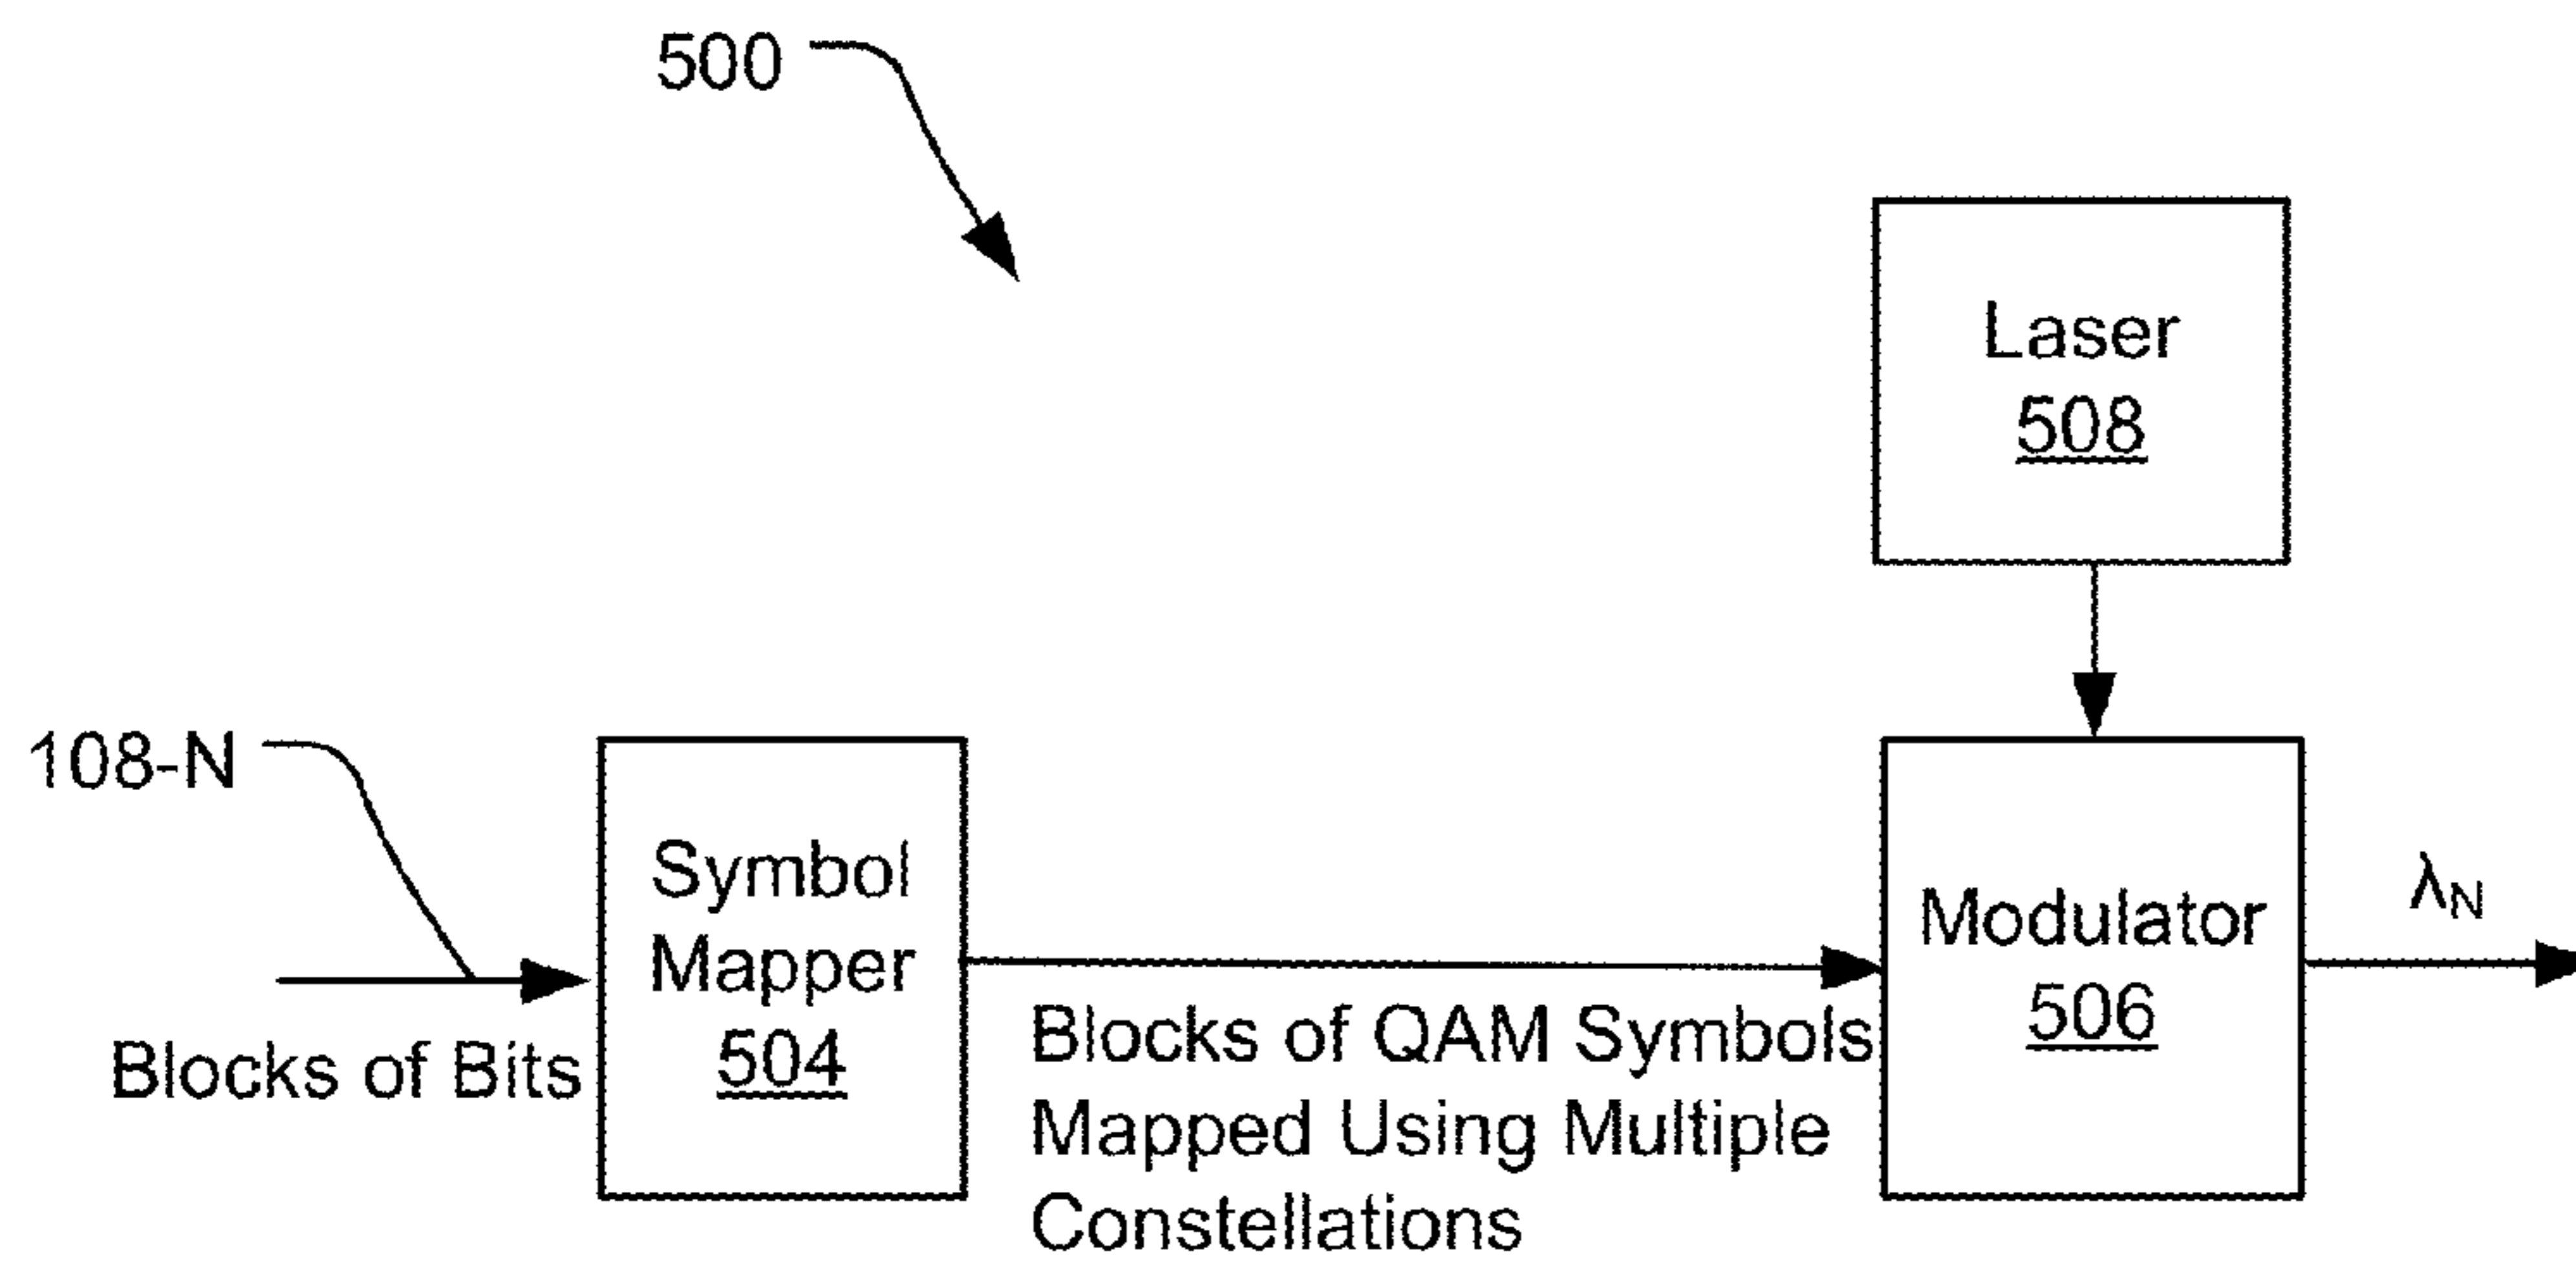 500
Laser
508
108-N
Symbol
Mapper
504
Blocks of Bits
Blocks of QAM Symbols
Mapped Using Multiple
Constellations
Modulator
506
λN